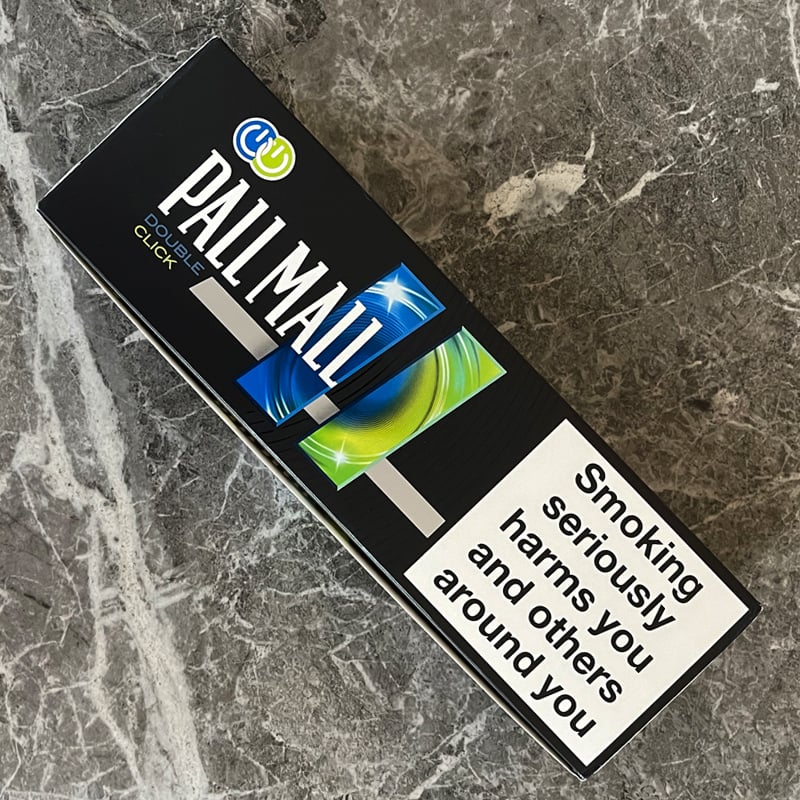 PALL MALL
DOUBLE
CLICK
Smoking
seriously
harms you
and others
around you